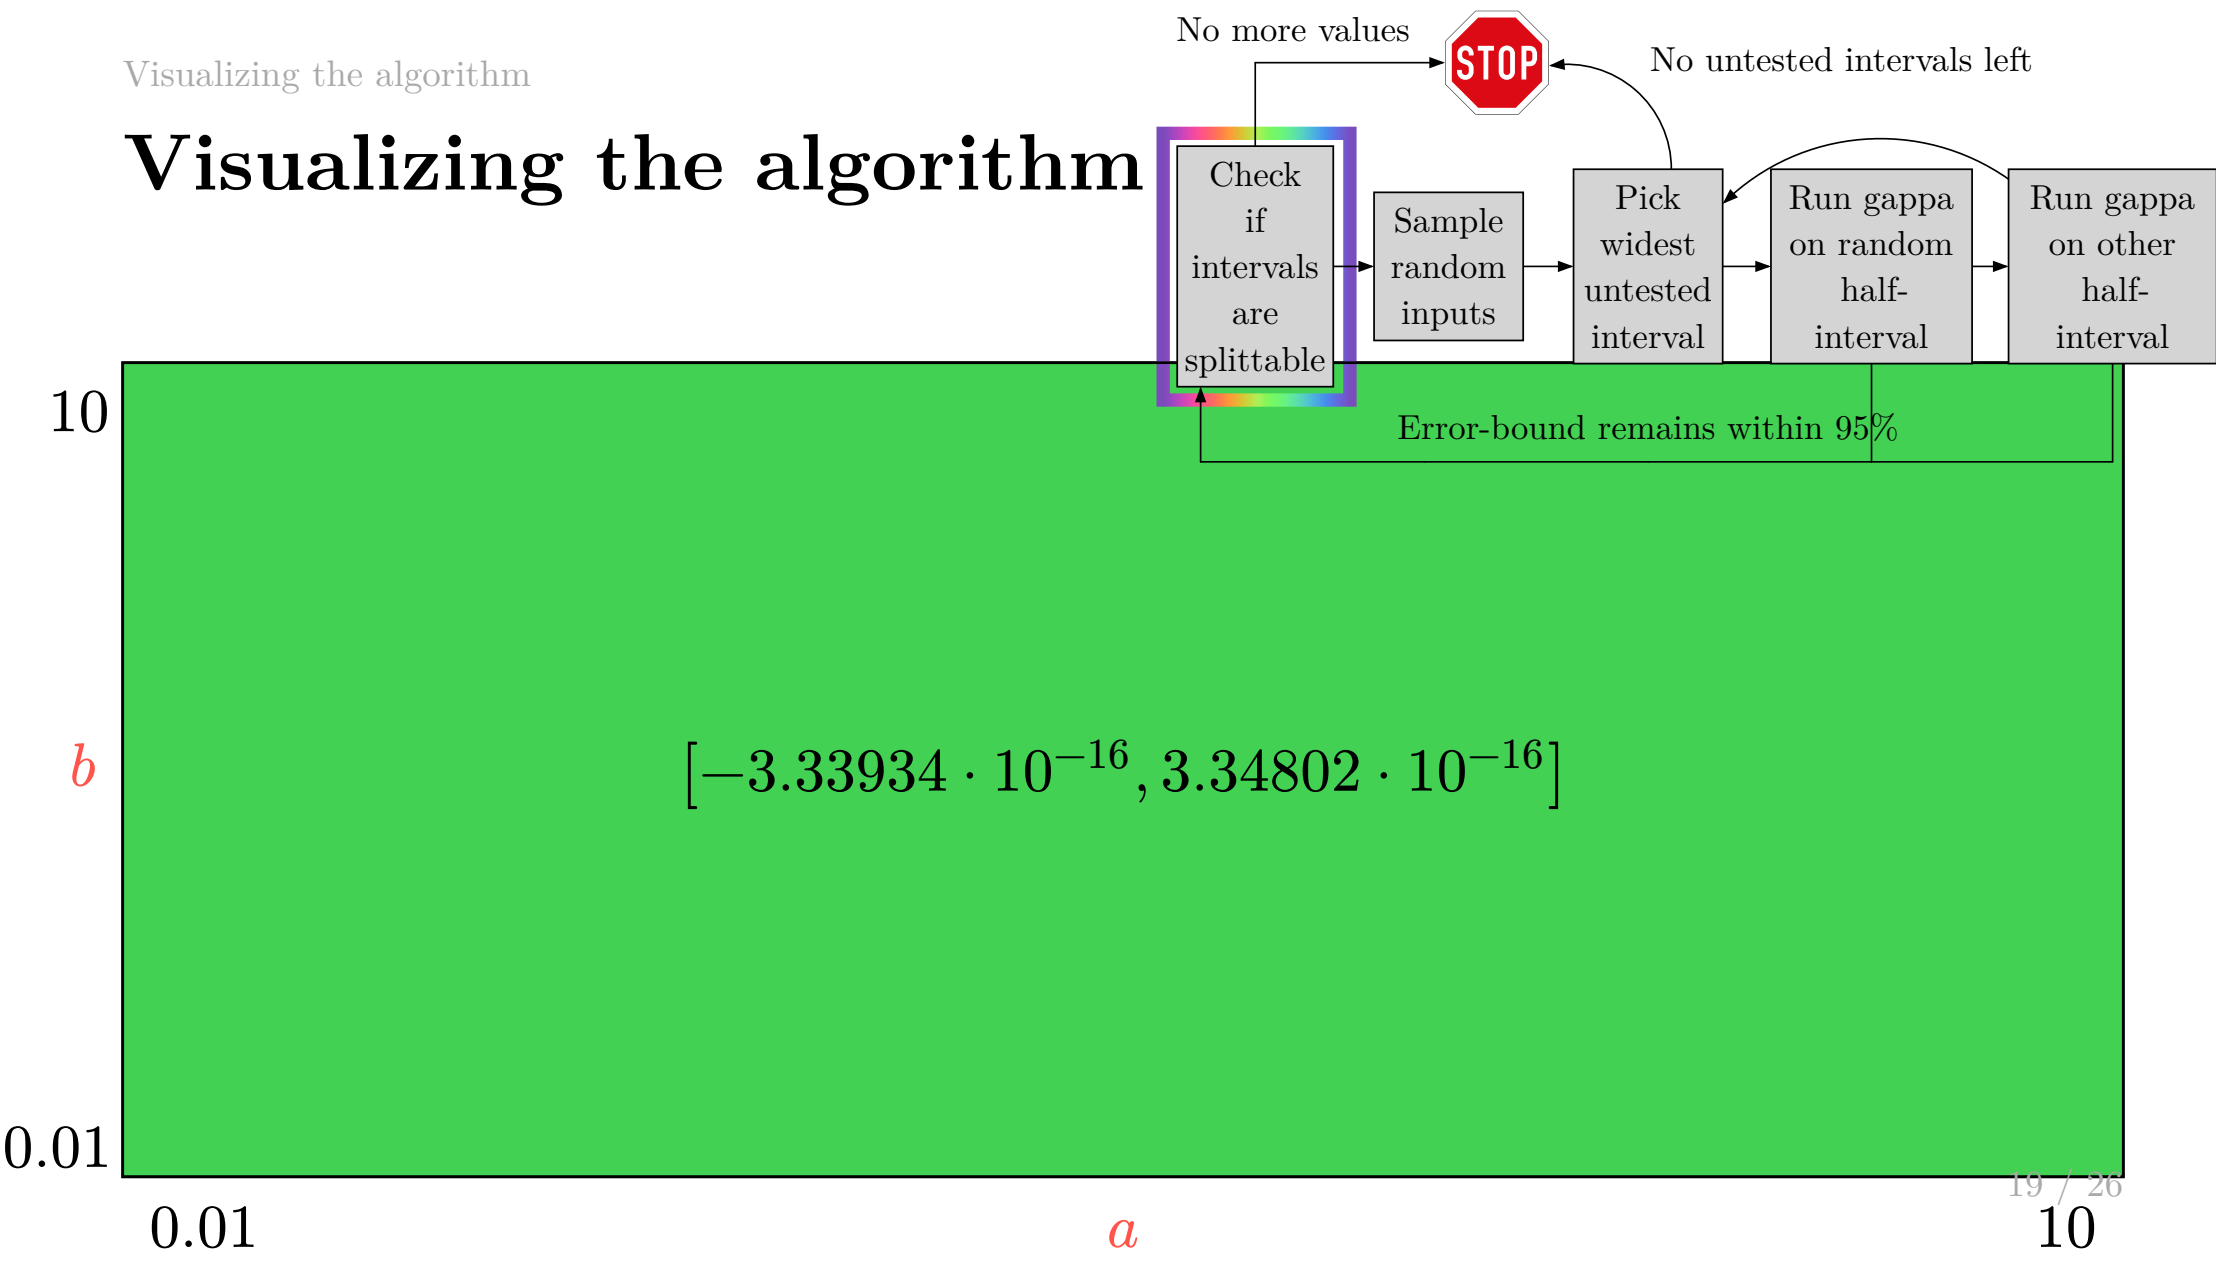 Visualizing the algorithm
Visualizing the algorithm
No more values
STOP
No untested intervals left
Check
if
intervals
are
splittable
Sample
random
inputs
Pick
widest
untested
interval
Run gappa
on random
half-
interval
Run gappa
on other
half-
interval
Error-bound remains within 95%
10
b
[−3.33934 · 10^{−16}, 3.34802 · 10^{−16}]
0.01
19 / 26
0.01
a
10